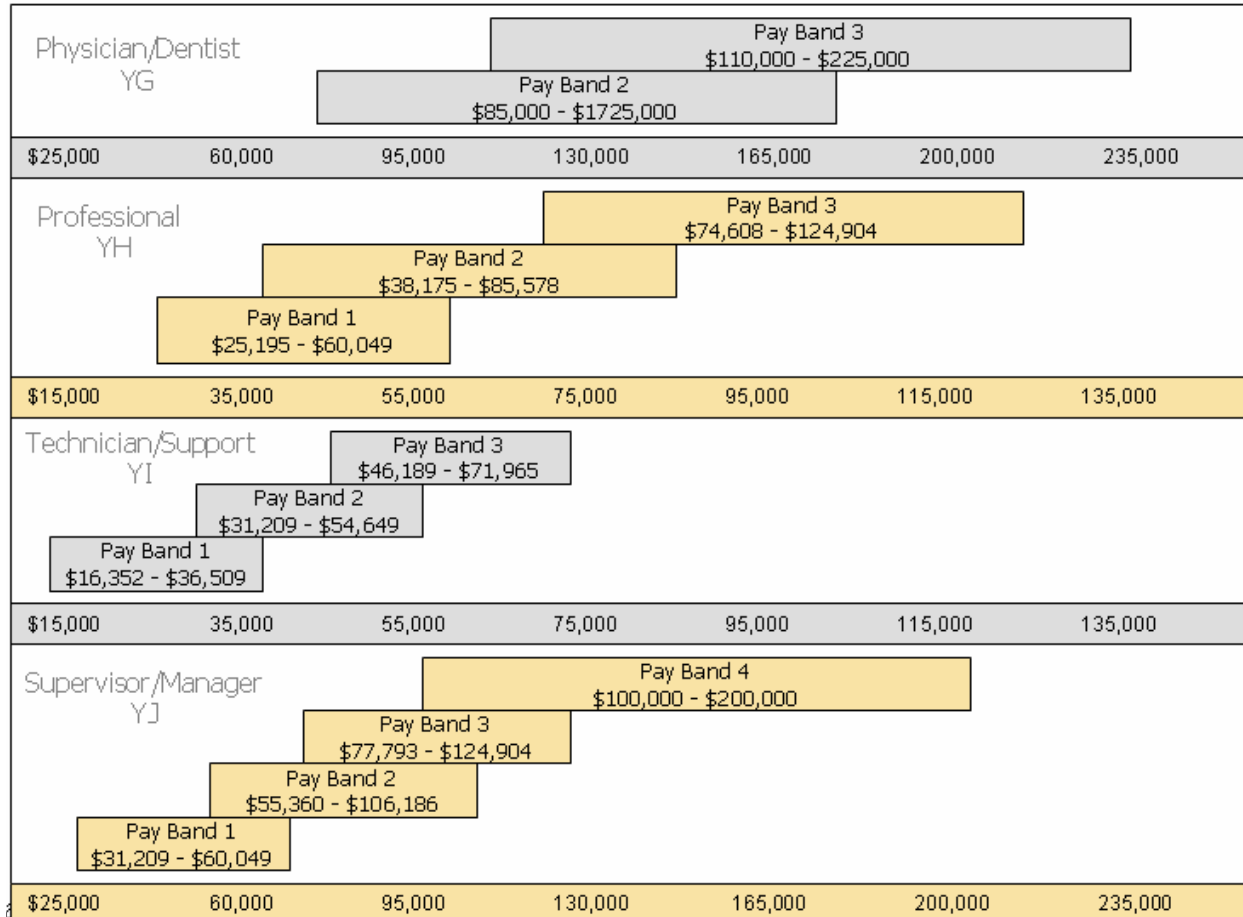 Physician/Dentist
YG
Pay Band 3
$110,000 - $225,000
Pay Band 2
$85,000 - $1725,000
$25,000 60,000 95,000 130,000 165,000 200,000 235,000
Professional
YH
Pay Band 3
$74,608 - $124,904
Pay Band 2
$38,175 - $85,578
Pay Band 1
$25,195 - $60,049
$15,000 35,000 55,000 75,000 95,000 115,000 135,000
Technician/Support
YI
Pay Band 3
$46,189 - $71,965
Pay Band 2
$31,209 - $54,649
Pay Band 1
$16,352 - $36,509
$15,000 35,000 55,000 75,000 95,000 115,000 135,000
Supervisor/Manager
YJ
Pay Band 4
$100,000 - $200,000
Pay Band 3
$77,793 - $124,904
Pay Band 2
$55,360 - $106,186
Pay Band 1
$31,209 - $60,049
$25,000 60,000 95,000 130,000 165,000 200,000 235,000